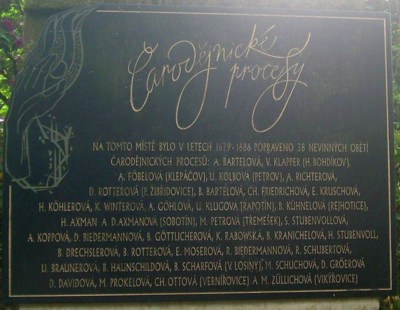 Čarodějnické
procesy
NA TOMTO MÍSTĚ BYLO V LETECH 1679-1686 POPRAVENO 38 NEVINNÝCH OBĚTÍ
ČARODĚJNICKÝCH PROCESŮ: A. BARTELOVÁ, V. KLAPPER (H. BOHDÍKOV),
A. FÖBELOVÁ (KLEPÁČOV), U. KOLBOVA (PETROV), A. RICHTEROVÁ,
D. ROTTEROVÁ (P. ŽIBŘIDOVICE), B. BARTELOVÁ, CH. FRIEDRICHOVÁ, E. KRUSCHOVÁ,
H. KÖHLEROVÁ, K. WINTEROVÁ, A. GÖHLOVÁ, U. KLUGOVA (RAPOTÍN), B. KÜHNELOVÁ (REJHOTICE),
H. AXMAN A D. AXMANOVÁ (SOBOTÍN), M. PETROVÁ (TŘEMEŠEK), S. STUBENVOLLOVÁ,
A. KOPPOVÁ, D. BIEDERMANNOVÁ, B. GÖTTLICHEROVÁ, K. RABOWSKÁ, B. KRANICHELOVÁ, H. STUBENVOLL,
B. DRECHSLEROVÁ, B. ROTTEROVÁ, E. MOSEROVÁ, R. BIEDERMANNOVÁ, R. SCHUBERTOVÁ,
U. BRAUNEROVÁ, B. HAUNSCHILDOVÁ, B. SCHARFOVÁ (V. LOSINY), M. SCHUCHOVÁ, D. GRÖEROVÁ
D. DAVIDOVÁ, M. PROKELOVÁ, CH. OTTOVÁ (VERNÍŘOVICE) A M. ZÜLLICHOVÁ (VIKÝŘOVICE)